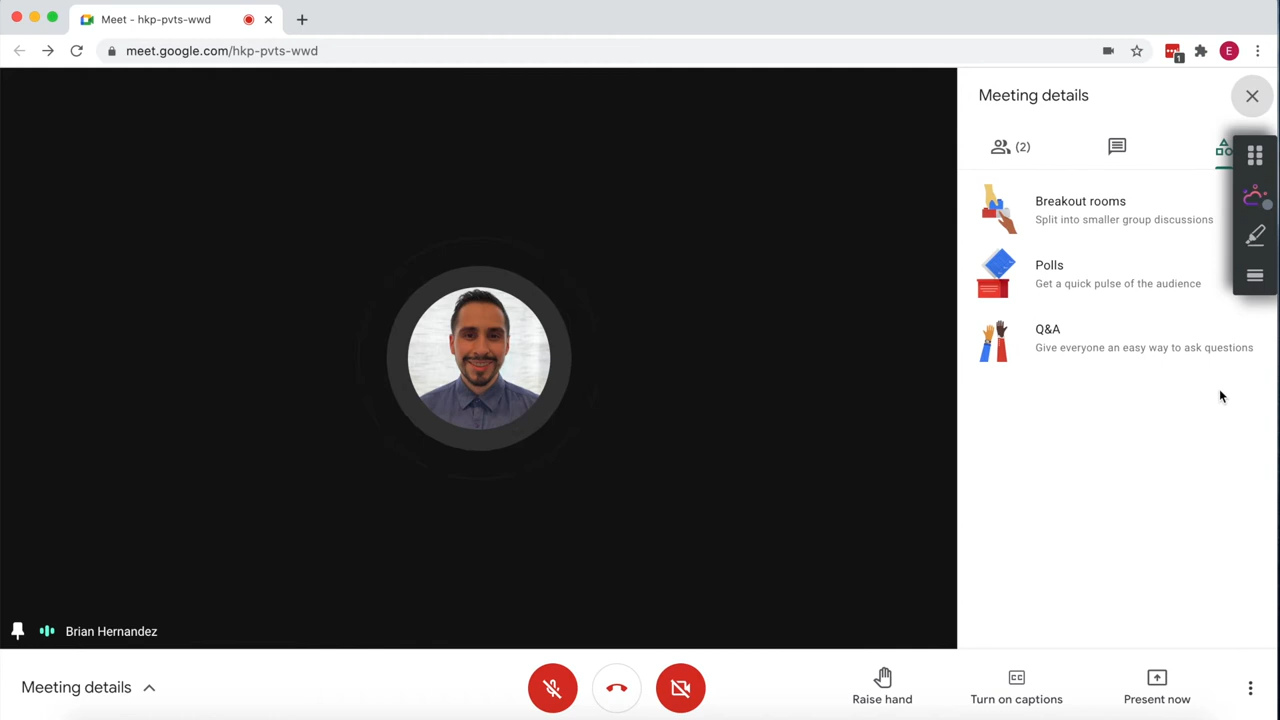 Meet - hkp-pvts-wwd
meet.google.com/hkp-pvts-wwd
1
E
Meeting details
(2)
Breakout rooms
Split into smaller group discussions
Polls
Get a quick pulse of the audience
Q&A
Give everyone an easy way to ask questions
Brian Hernandez
Meeting details
Raise hand
CC
Turn on captions
Present now